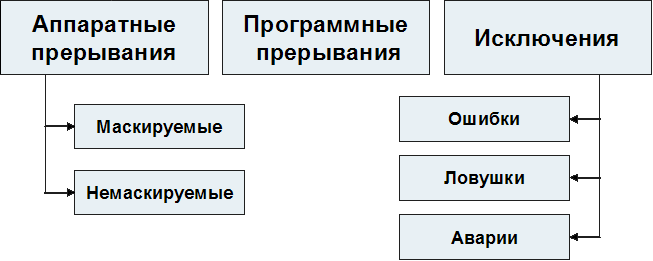 Аппаратные
прерывания
Программные
прерывания
Исключения
Маскируемые
Немаскируемые
Ошибки
Ловушки
Аварии